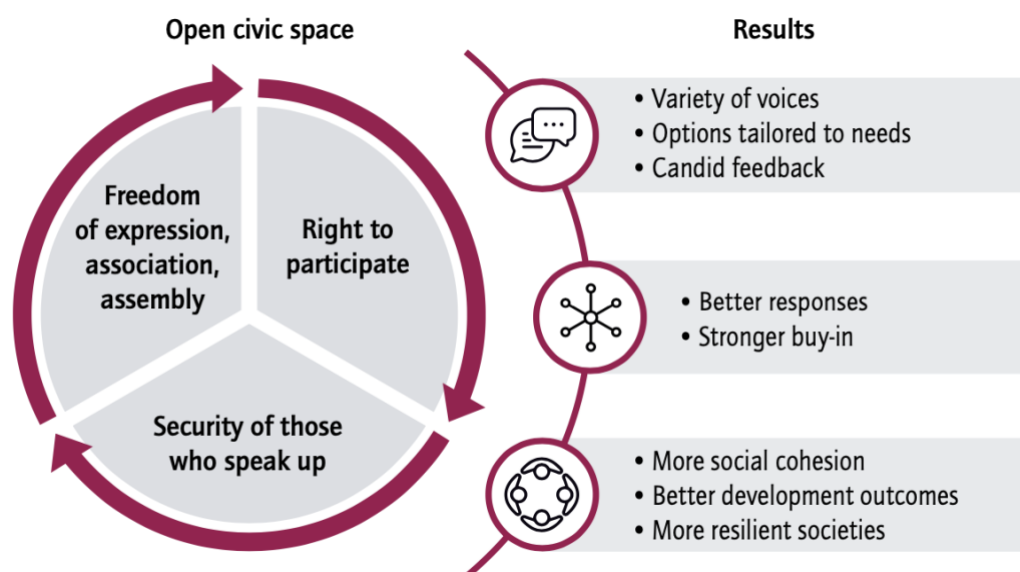 Open civic space
Freedom
of expression,
association,
assembly
Right to
participate
Security of those
who speak up
Results
• Variety of voices
• Options tailored to needs
• Candid feedback
• Better responses
• Stronger buy-in
• More social cohesion
• Better development outcomes
• More resilient societies